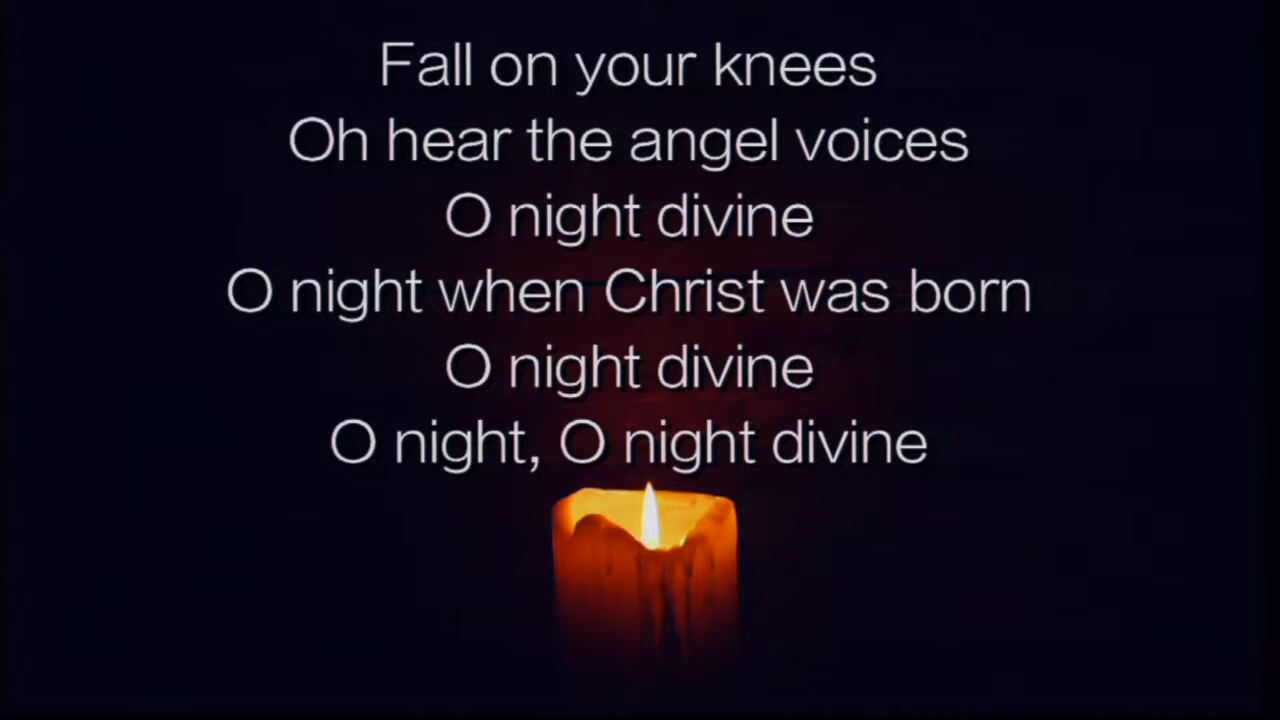 Fall on your knees
Oh hear the angel voices
O night divine
O night when Christ was born
O night divine
O night, O night divine